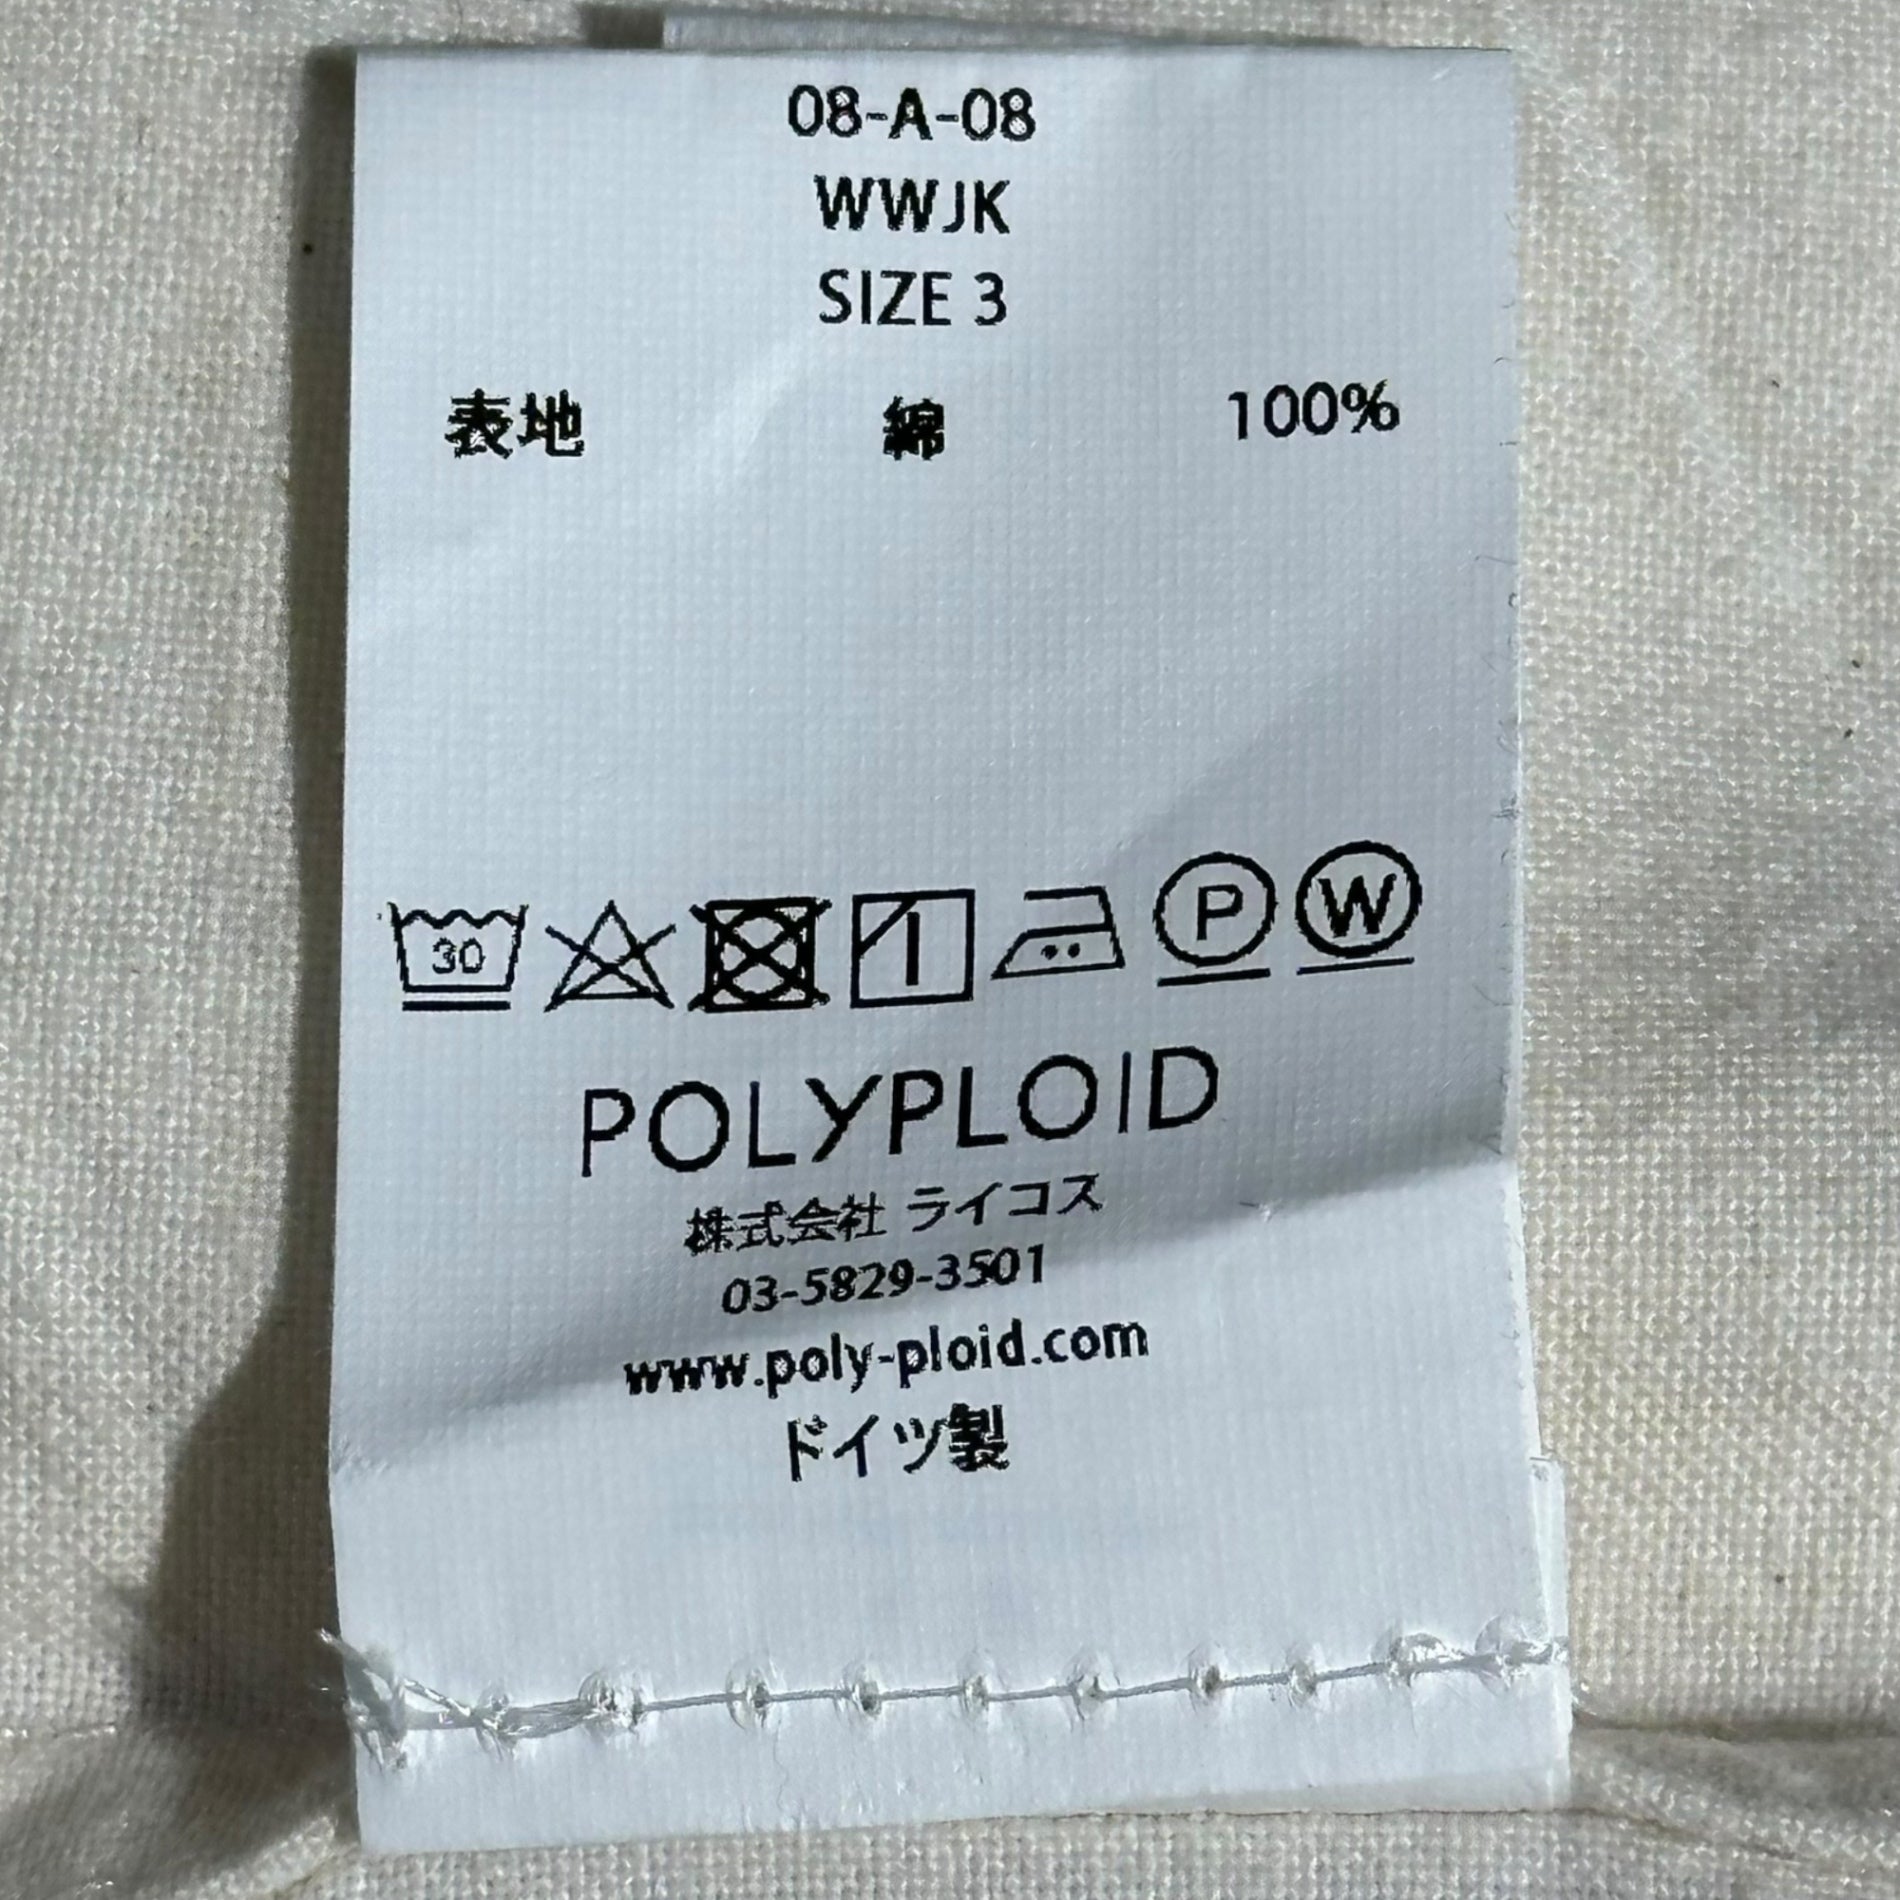 08-A-08
WWJK
SIZE 3
表地 綿 100%
30 P W
POLYPLOID
株式会社 ライコス
03-5829-3501
www.poly-ploid.com
ドイツ製